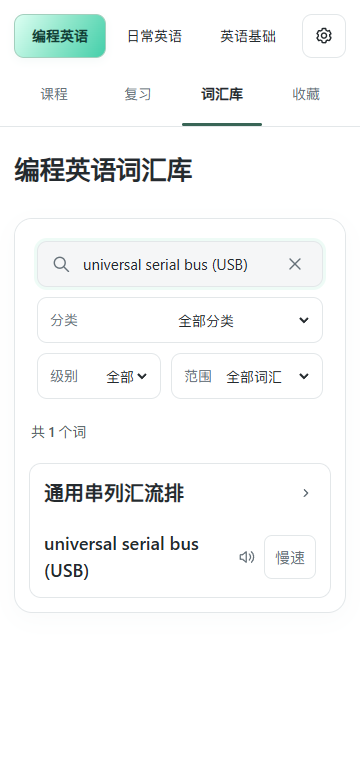 编程英语 日常英语 英语基础
课程 复习 词汇库 收藏
编程英语词汇库
universal serial bus (USB)
分类 全部分类
级别 全部 范围 全部词汇
共 1 个词
通用串列汇流排
universal serial bus
(USB)
慢速